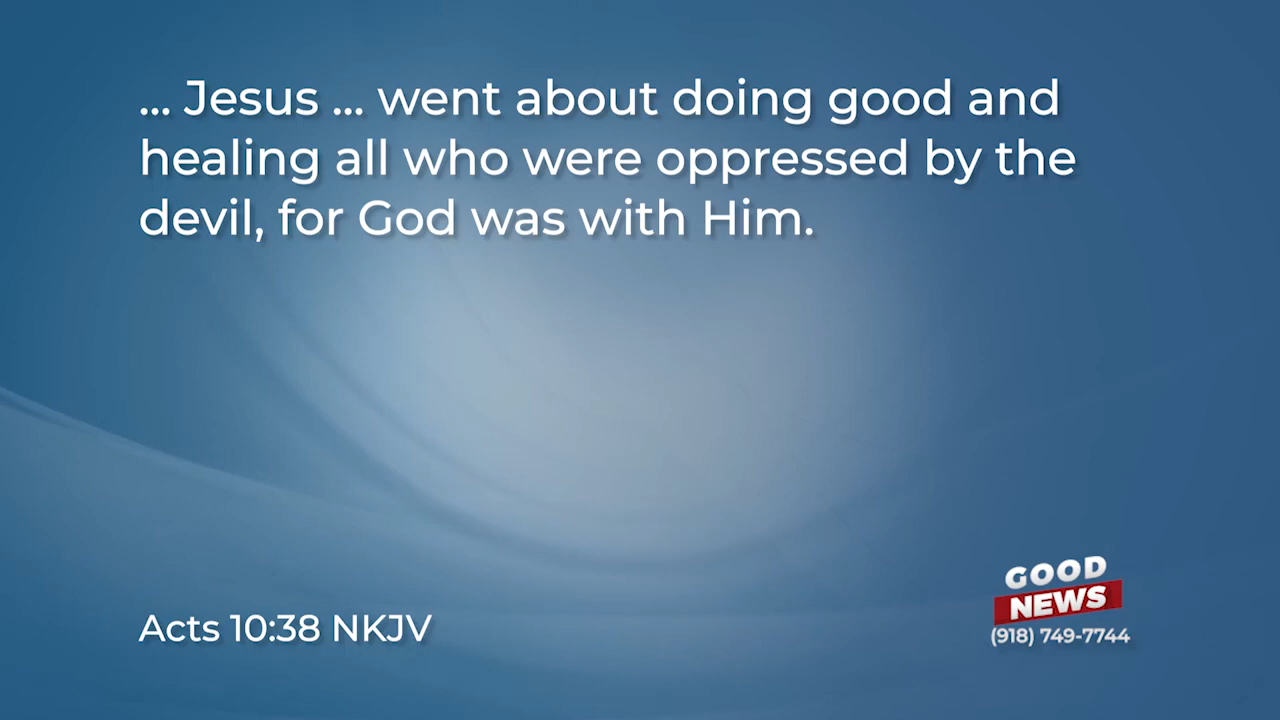 ... Jesus ... went about doing good and
healing all who were oppressed by the
devil, for God was with Him.
Acts 10:38 NKJV
GOOD
NEWS
(918) 749-7744